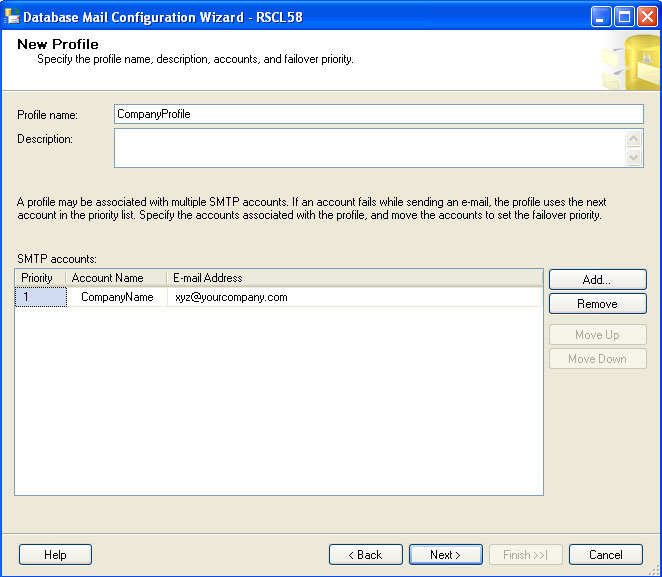 Database Mail Configuration Wizard - RSCL58
New Profile
Specify the profile name, description, accounts, and failover priority.
Profile name: CompanyProfile
Description:
A profile may be associated with multiple SMTP accounts. If an account fails while sending an e-mail, the profile uses the next
account in the priority list. Specify the accounts associated with the profile, and move the accounts to set the failover priority.
SMTP accounts:
Priority Account Name E-mail Address
1 CompanyName xyz@yourcompany.com
Add...
Remove
Move Up
Move Down
Help < Back Next > Finish >>| Cancel